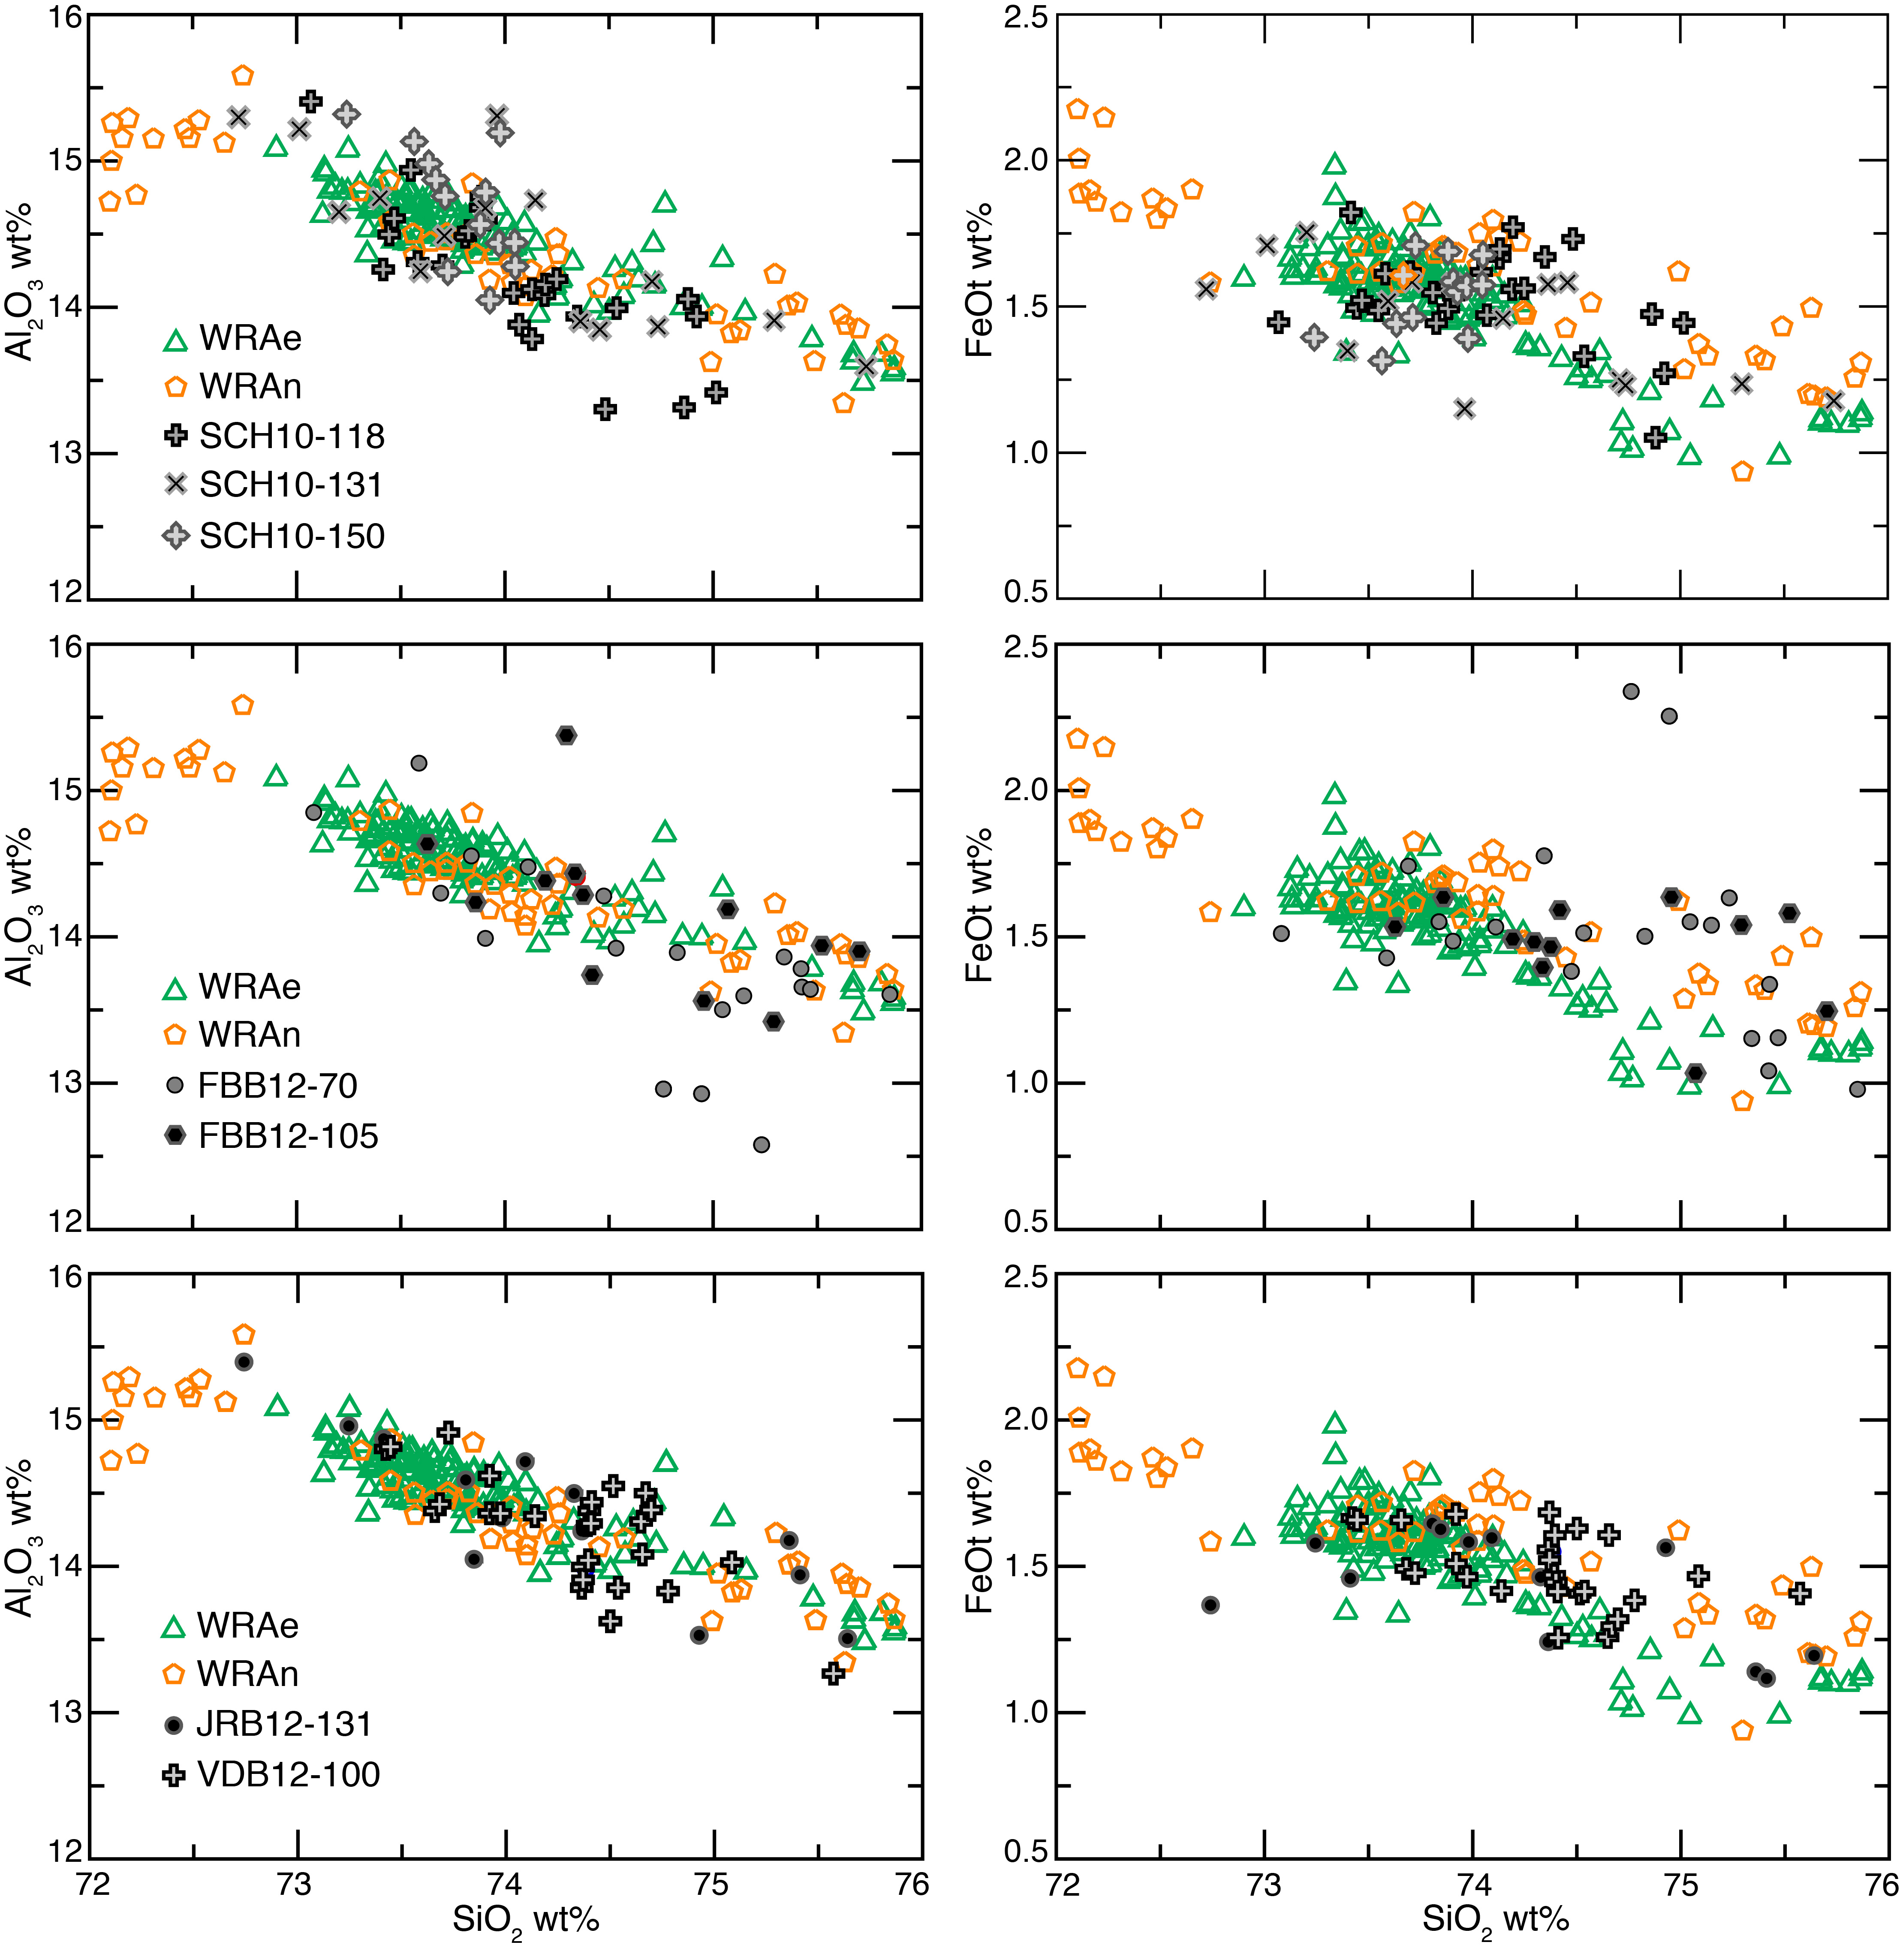 16
15
14
13
12
Al2O3 wt%
WRAe
WRAn
SCH10-118
SCH10-131
SCH10-150
2.5
2.0
1.5
1.0
0.5
FeOt wt%
16
15
14
13
12
Al2O3 wt%
WRAe
WRAn
FBB12-70
FBB12-105
2.5
2.0
1.5
1.0
0.5
FeOt wt%
16
15
14
13
12
Al2O3 wt%
WRAe
WRAn
JRB12-131
VDB12-100
72 73 74 75 76
SiO2 wt%
2.5
2.0
1.5
1.0
0.5
FeOt wt%
72 73 74 75 76
SiO2 wt%